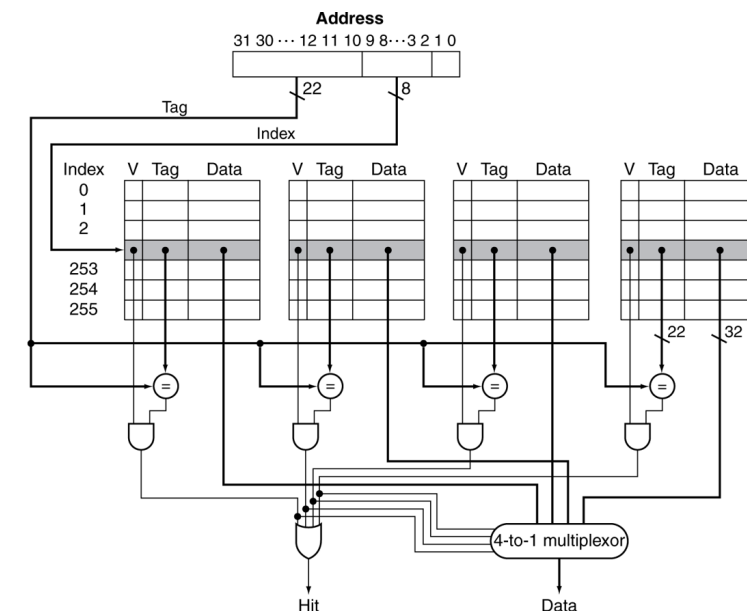 Address
31 30 ··· 12 11 10 9 8···3 2 1 0
22
8
Tag
Index
Index V Tag Data V Tag Data V Tag Data V Tag Data
0
1
2
253
254
255
22 32
= = = =
4-to-1 multiplexor
Hit Data